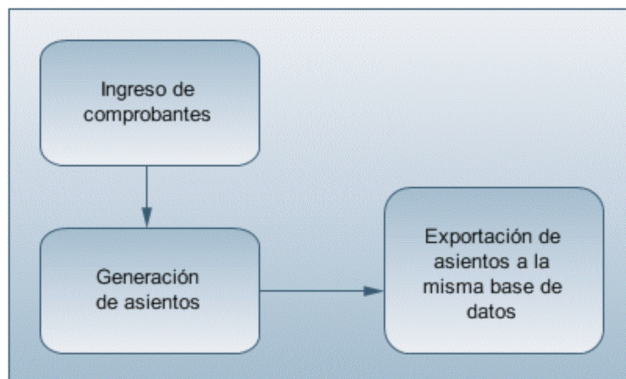 Ingreso de
comprobantes
Generación
de asientos
Exportación de
asientos a la
misma base de
datos